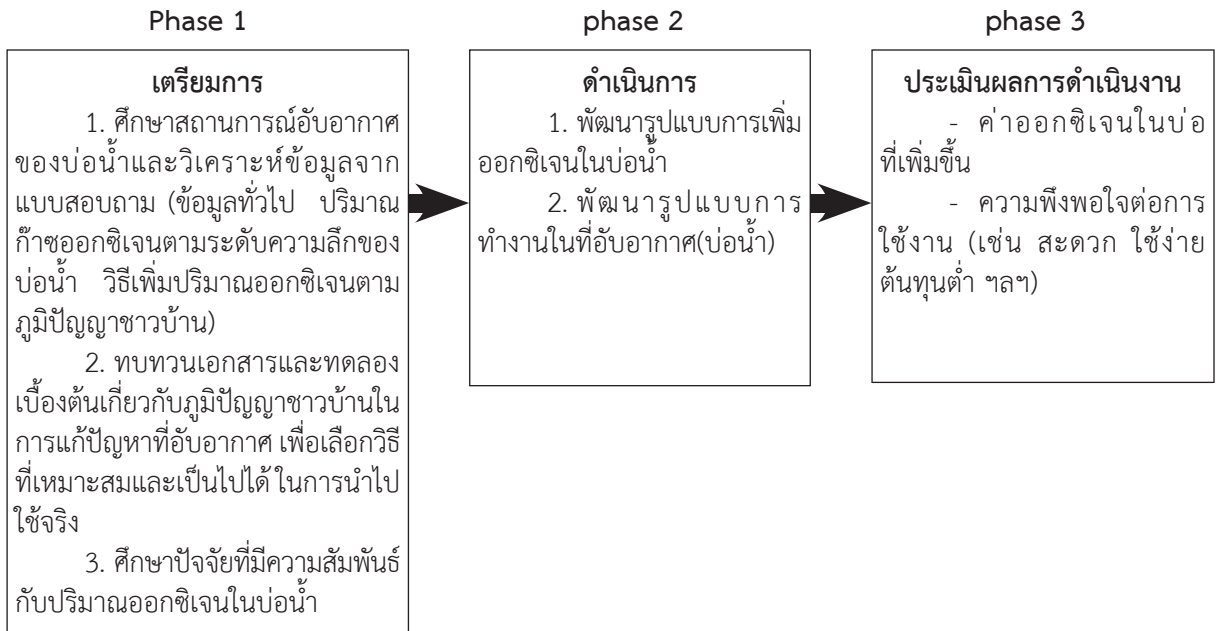 Phase 1
เตรียมการ
1. ศึกษาสถานการณ์อับอากาศ
ของบ่อน้ำและวิเคราะห์ข้อมูลจาก
แบบสอบถาม (ข้อมูลทั่วไป ปริมาณ
ก๊าซออกซิเจนตามระดับความลึกของ
บ่อน้ำ วิธีเพิ่มปริมาณออกซิเจนตาม
ภูมิปัญญาชาวบ้าน)
2. ทบทวนเอกสารและทดลอง
เบื้องต้นเกี่ยวกับภูมิปัญญาชาวบ้านใน
การแก้ปัญหาที่อับอากาศ เพื่อเลือกวิธี
ที่เหมาะสมและเป็นไปได้ ในการนำไป
ใช้จริง
3. ศึกษาปัจจัยที่มีความสัมพันธ์
กับปริมาณออกซิเจนในบ่อน้ำ
phase 2
ดำเนินการ
1. พัฒนารูปแบบการเพิ่ม
ออกซิเจนในบ่อน้ำ
2. พัฒนารูปแบบการ
ทำงานในที่อับอากาศ(บ่อน้ำ)
phase 3
ประเมินผลการดำเนินงาน
- ค่าออกซิเจนในบ่อ
ที่เพิ่มขึ้น
- ความพึงพอใจต่อการ
ใช้งาน (เช่น สะดวก ใช้ง่าย
ต้นทุนต่ำ ฯลฯ)